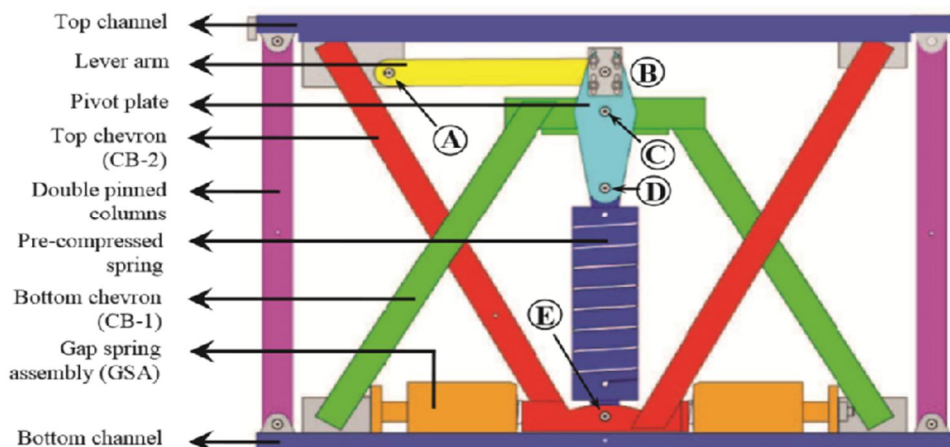 Top channel
Lever arm
Pivot plate
Top chevron
(CB-2)
Double pinned
columns
Pre-compressed
spring
Bottom chevron
(CB-1)
Gap spring
assembly (GSA)
Bottom channel
A
B
C
D
E